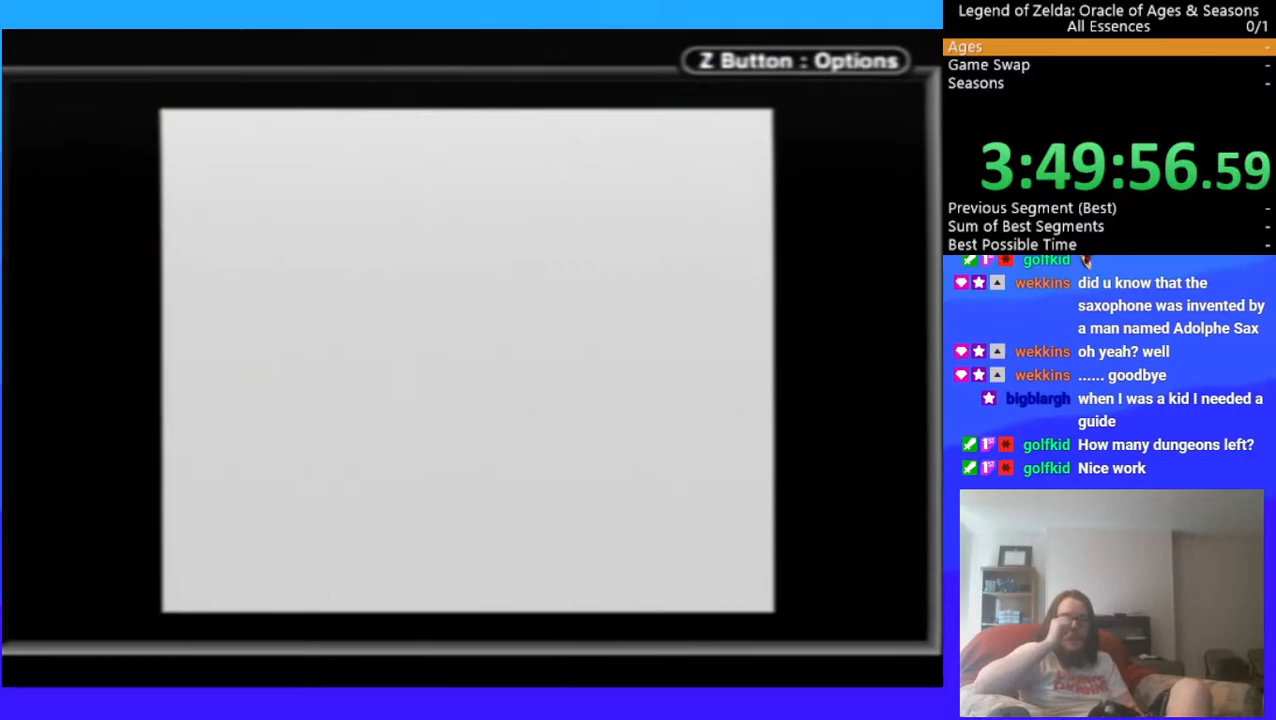 Z Button : Options
Legend of Zelda: Oracle of Ages & Seasons
All Essences 0/1
Ages -
Game Swap -
Seasons -
3:49:56.59
Previous Segment (Best) -
Sum of Best Segments -
Best Possible Time -
golfkid
wekkins did u know that the
saxophone was invented by
a man named Adolphe Sax
wekkins oh yeah? well
wekkins ...... goodbye
bigblargh when I was a kid I needed a
guide
1st golfkid How many dungeons left?
1st golfkid Nice work